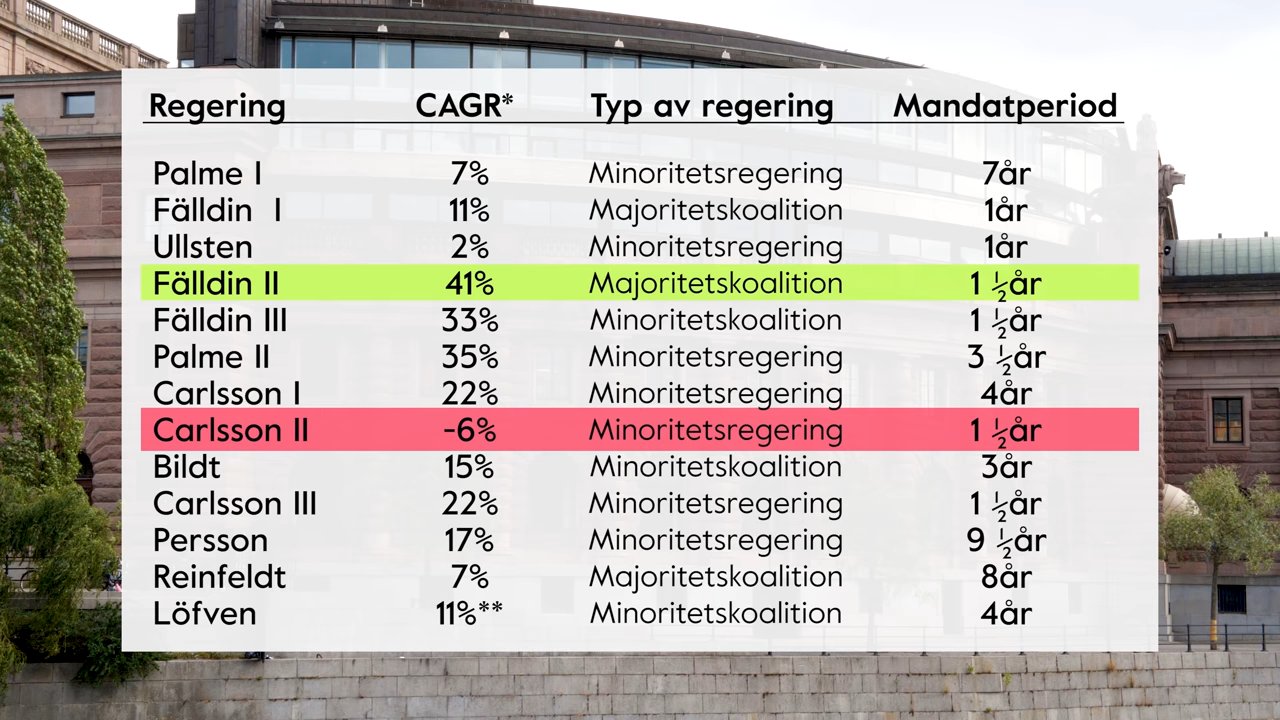 Regering CAGR* Typ av regering Mandatperiod
Palme I 7% Minoritetsregering 7år
Fälldin I 11% Majoritetskoalition 1år
Ullsten 2% Minoritetsregering 1år
Fälldin II 41% Majoritetskoalition 1 ½år
Fälldin III 33% Minoritetskoalition 1 ½år
Palme II 35% Minoritetsregering 3 ½år
Carlsson I 22% Minoritetsregering 4år
Carlsson II -6% Minoritetsregering 1 ½år
Bildt 15% Minoritetskoalition 3år
Carlsson III 22% Minoritetsregering 1 ½år
Persson 17% Minoritetsregering 9 ½år
Reinfeldt 7% Majoritetskoalition 8år
Löfven 11%** Minoritetskoalition 4år